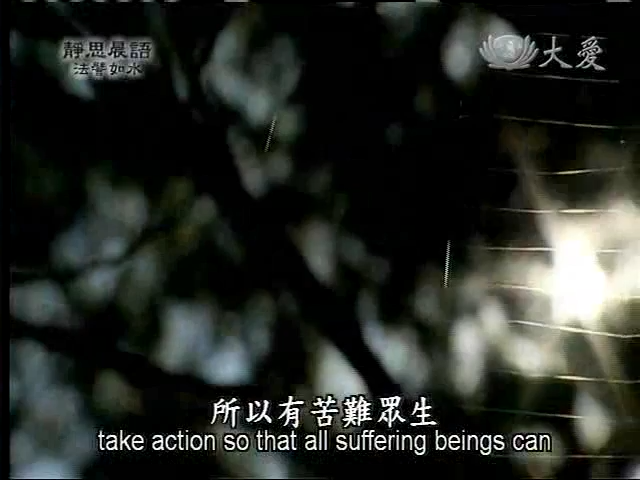 靜思晨語
法譬如水
大愛
所以有苦難眾生
take action so that all suffering beings can